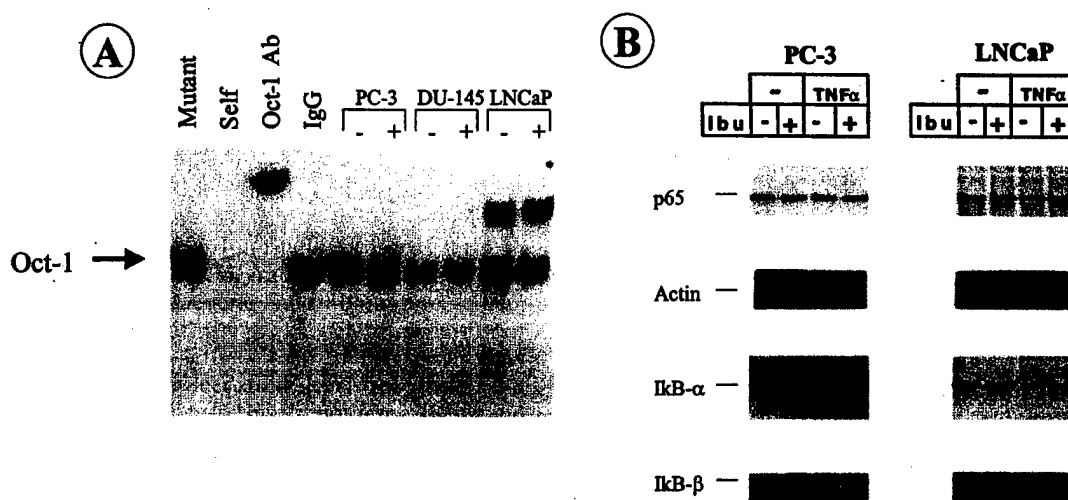 A
Mutant
Self
Oct-1 Ab
IgG
PC-3 DU-145 LNCaP
- + - + - +
Oct-1
B
PC-3 LNCaP
- TNFα - TNFα
Ibu - + - + Ibu - + - +
p65
Actin
IkB-α
IkB-β